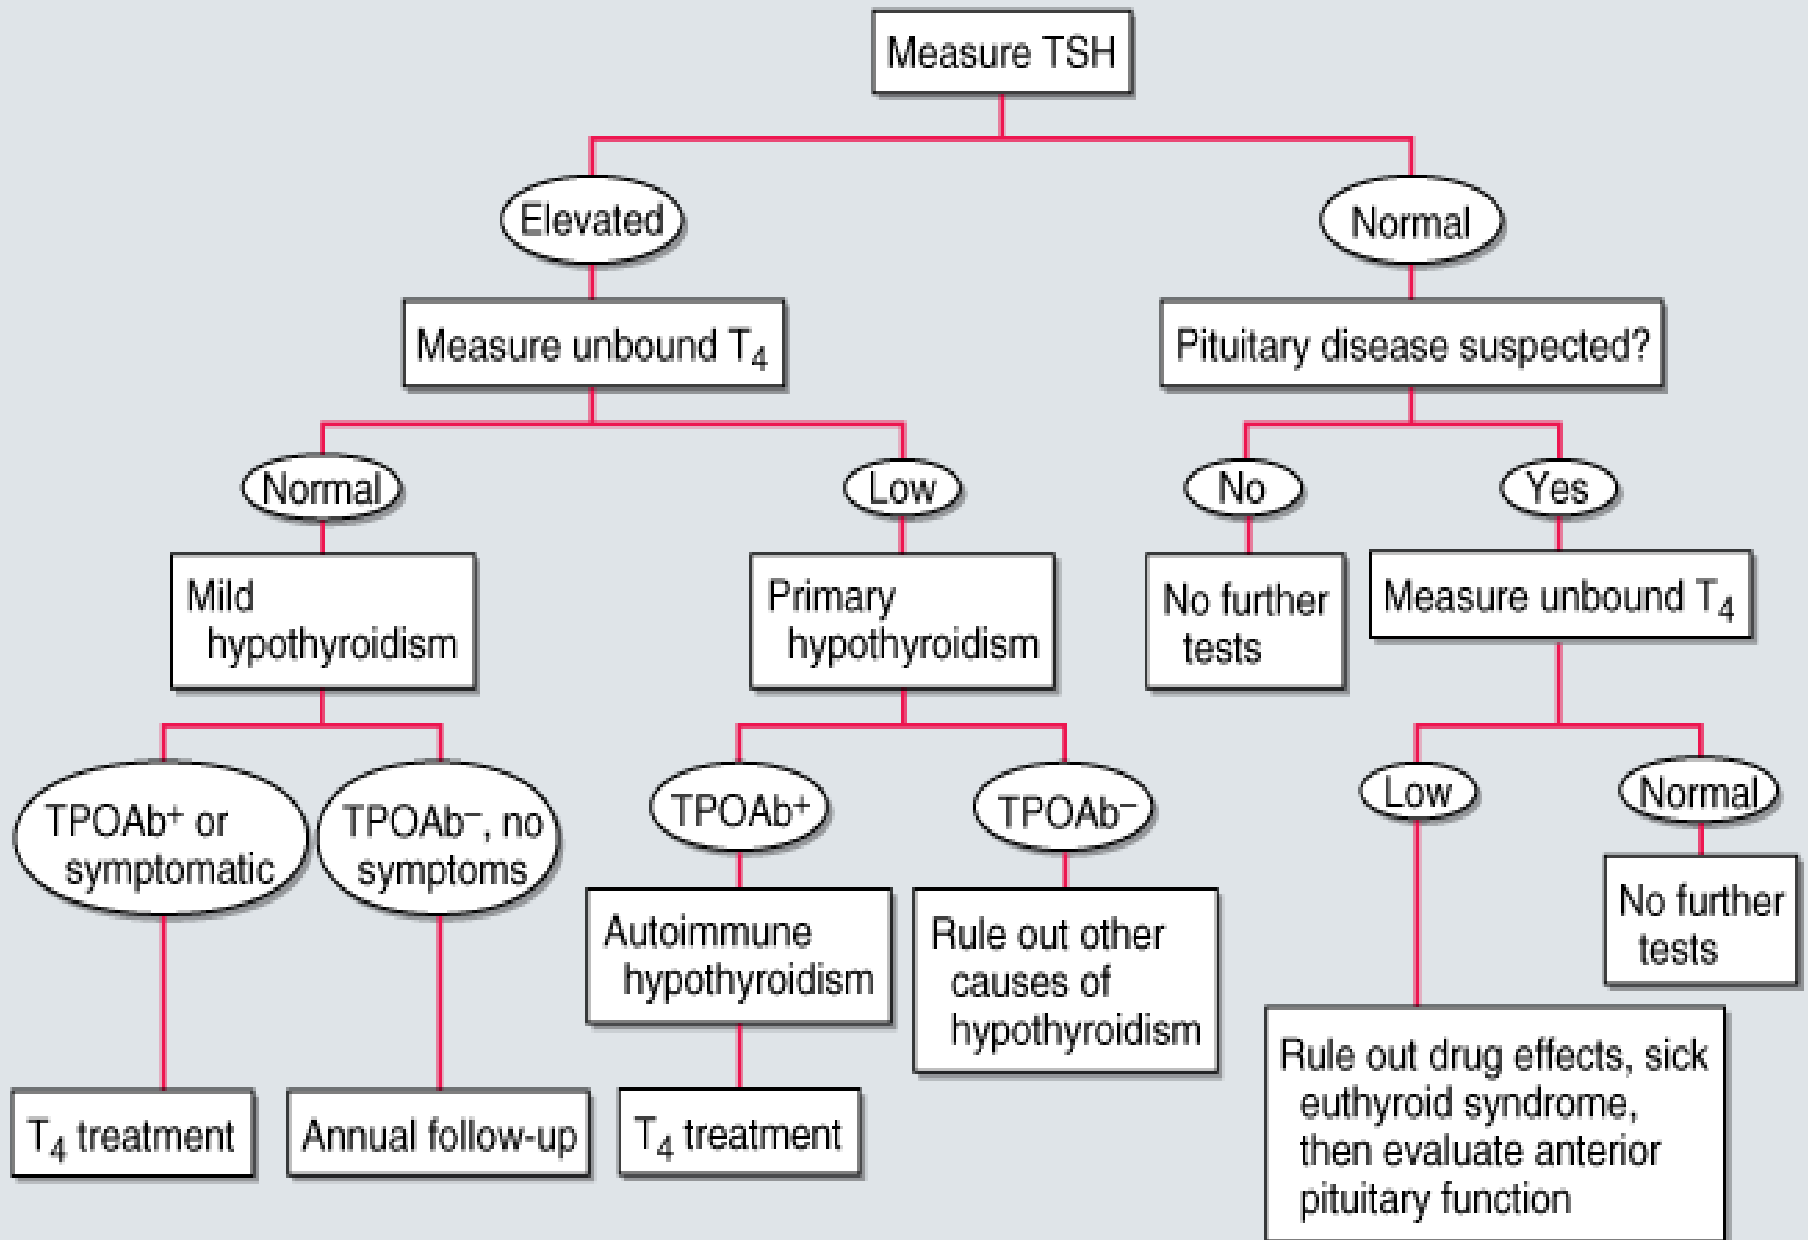 Measure TSH
Elevated
Normal
Measure unbound T4
Pituitary disease suspected?
Normal
Low
No
Yes
Mild
hypothyroidism
Primary
hypothyroidism
No further
tests
Measure unbound T4
TPOAb+ or
symptomatic
TPOAb–, no
symptoms
TPOAb+
TPOAb–
Low
Normal
Autoimmune
hypothyroidism
Rule out other
causes of
hypothyroidism
No further
tests
T4 treatment
Annual follow-up
T4 treatment
Rule out drug effects, sick
euthyroid syndrome,
then evaluate anterior
pituitary function